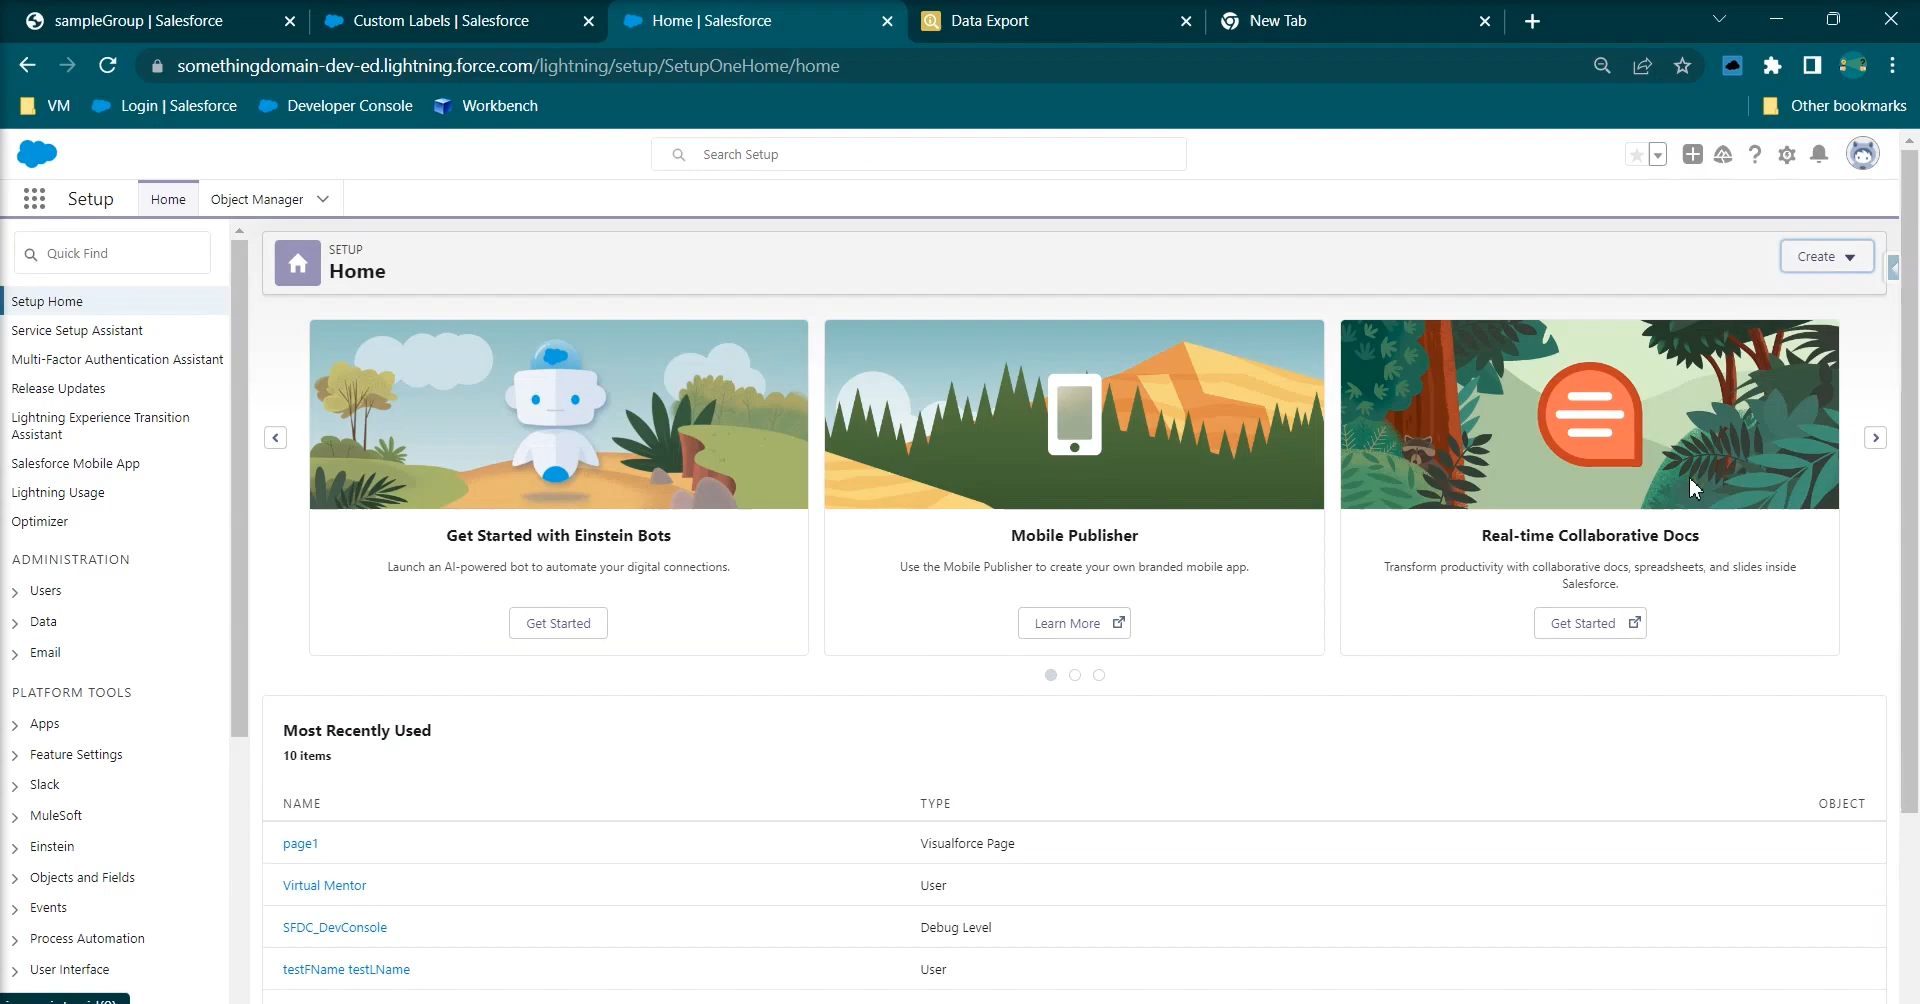 sampleGroup | Salesforce
Custom Labels | Salesforce
Home | Salesforce
Data Export
New Tab
somethingdomain-dev-ed.lightning.force.com/lightning/setup/SetupOneHome/home
VM
Login | Salesforce
Developer Console
Workbench
Other bookmarks
Search Setup
Setup
Home
Object Manager
Quick Find
Setup Home
Service Setup Assistant
Multi-Factor Authentication Assistant
Release Updates
Lightning Experience Transition
Assistant
Salesforce Mobile App
Lightning Usage
Optimizer
ADMINISTRATION
Users
Data
Email
PLATFORM TOOLS
Apps
Feature Settings
Slack
MuleSoft
Einstein
Objects and Fields
Events
Process Automation
User Interface
SETUP
Home
Create
Get Started with Einstein Bots
Launch an AI-powered bot to automate your digital connections.
Get Started
Mobile Publisher
Use the Mobile Publisher to create your own branded mobile app.
Learn More
Real-time Collaborative Docs
Transform productivity with collaborative docs, spreadsheets, and slides inside
Salesforce.
Get Started
Most Recently Used
10 items
NAME TYPE OBJECT
page1 Visualforce Page
Virtual Mentor User
SFDC_DevConsole Debug Level
testFName testLName User